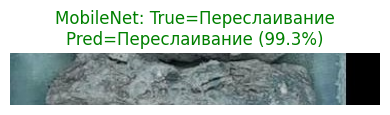 MobileNet: True=Переслаивание
Pred=Переслаивание (99.3%)